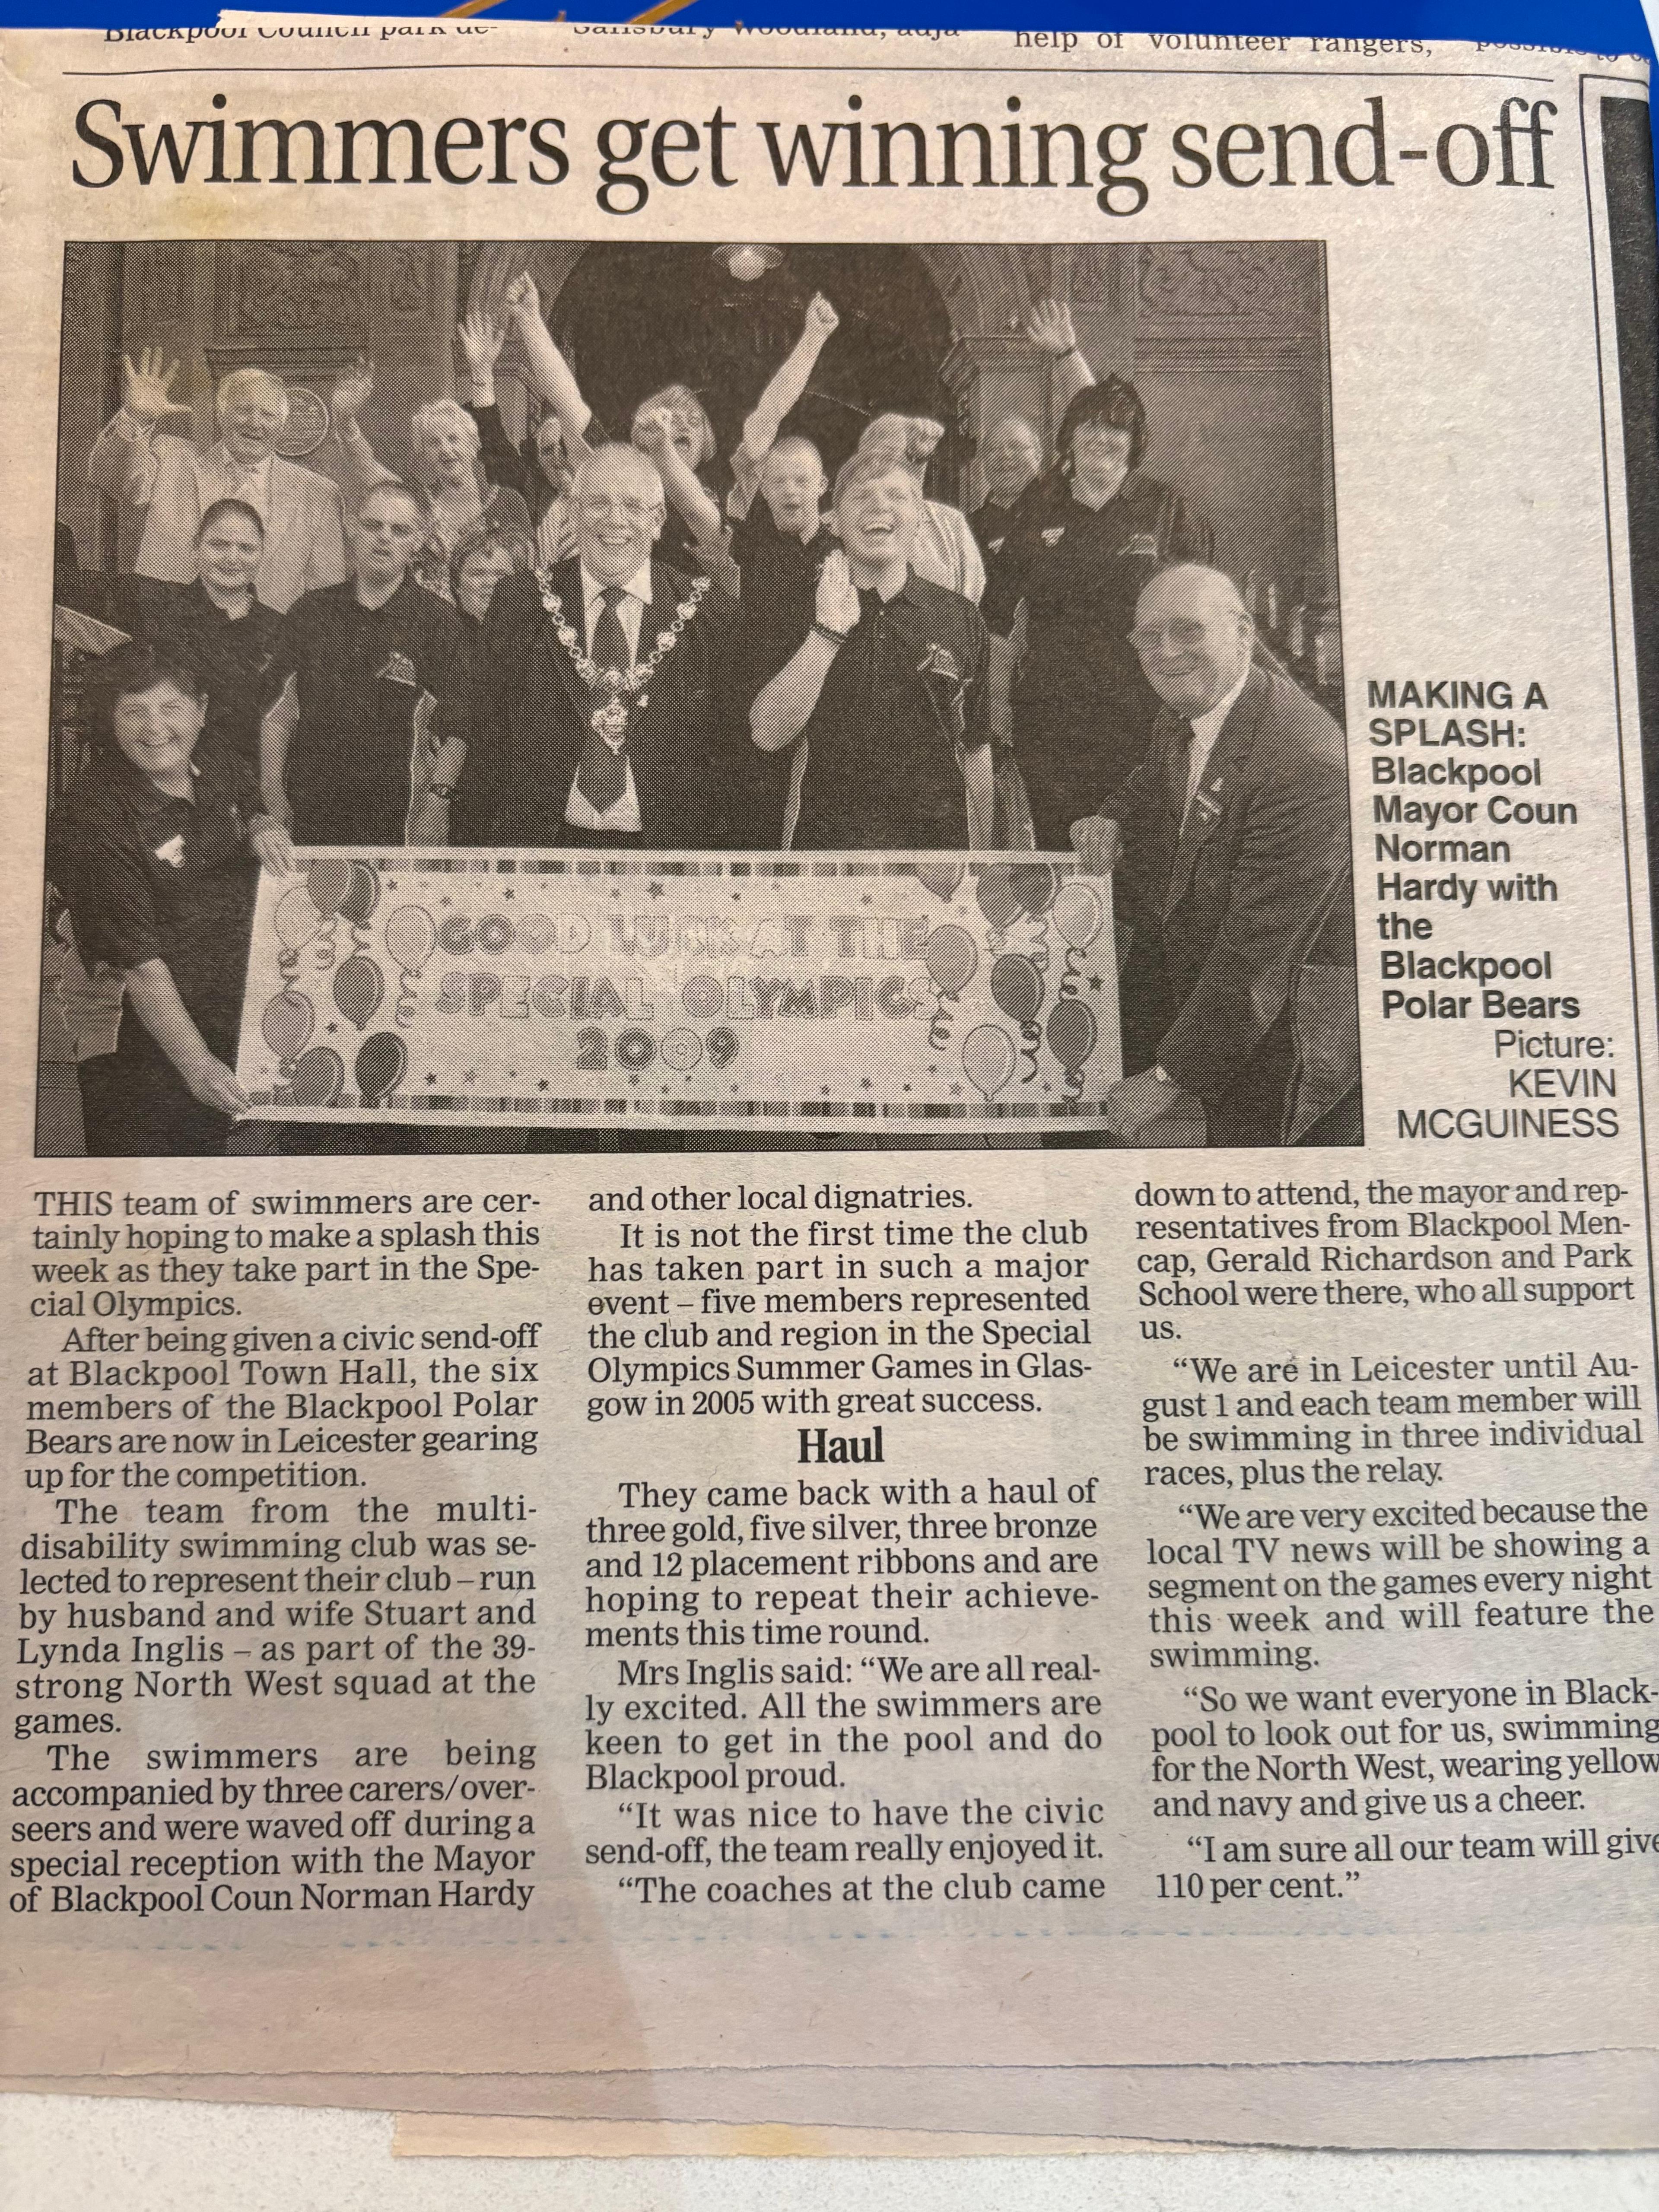 Blackpool Council park de-
Salisbury Woodland, adja
help of volunteer rangers,
Swimmers get winning send-off
GOOD LUCK AT THE
SPECIAL OLYMPICS
2009
MAKING A
SPLASH:
Blackpool
Mayor Coun
Norman
Hardy with
the
Blackpool
Polar Bears
Picture:
KEVIN
MCGUINESS
THIS team of swimmers are cer-
tainly hoping to make a splash this
week as they take part in the Spe-
cial Olympics.
After being given a civic send-off
at Blackpool Town Hall, the six
members of the Blackpool Polar
Bears are now in Leicester gearing
up for the competition.
The team from the multi-
disability swimming club was se-
lected to represent their club – run
by husband and wife Stuart and
Lynda Inglis – as part of the 39-
strong North West squad at the
games.
The swimmers are being
accompanied by three carers/over-
seers and were waved off during a
special reception with the Mayor
of Blackpool Coun Norman Hardy
and other local dignatries.
It is not the first time the club
has taken part in such a major
event – five members represented
the club and region in the Special
Olympics Summer Games in Glas-
gow in 2005 with great success.
Haul
They came back with a haul of
three gold, five silver, three bronze
and 12 placement ribbons and are
hoping to repeat their achieve-
ments this time round.
Mrs Inglis said: “We are all real-
ly excited. All the swimmers are
keen to get in the pool and do
Blackpool proud.
“It was nice to have the civic
send-off, the team really enjoyed it.
“The coaches at the club came
down to attend, the mayor and rep-
resentatives from Blackpool Men-
cap, Gerald Richardson and Park
School were there, who all support
us.
“We are in Leicester until Au-
gust 1 and each team member will
be swimming in three individual
races, plus the relay.
“We are very excited because the
local TV news will be showing a
segment on the games every night
this week and will feature the
swimming.
“So we want everyone in Black-
pool to look out for us, swimming
for the North West, wearing yellow
and navy and give us a cheer.
“I am sure all our team will give
110 per cent.”